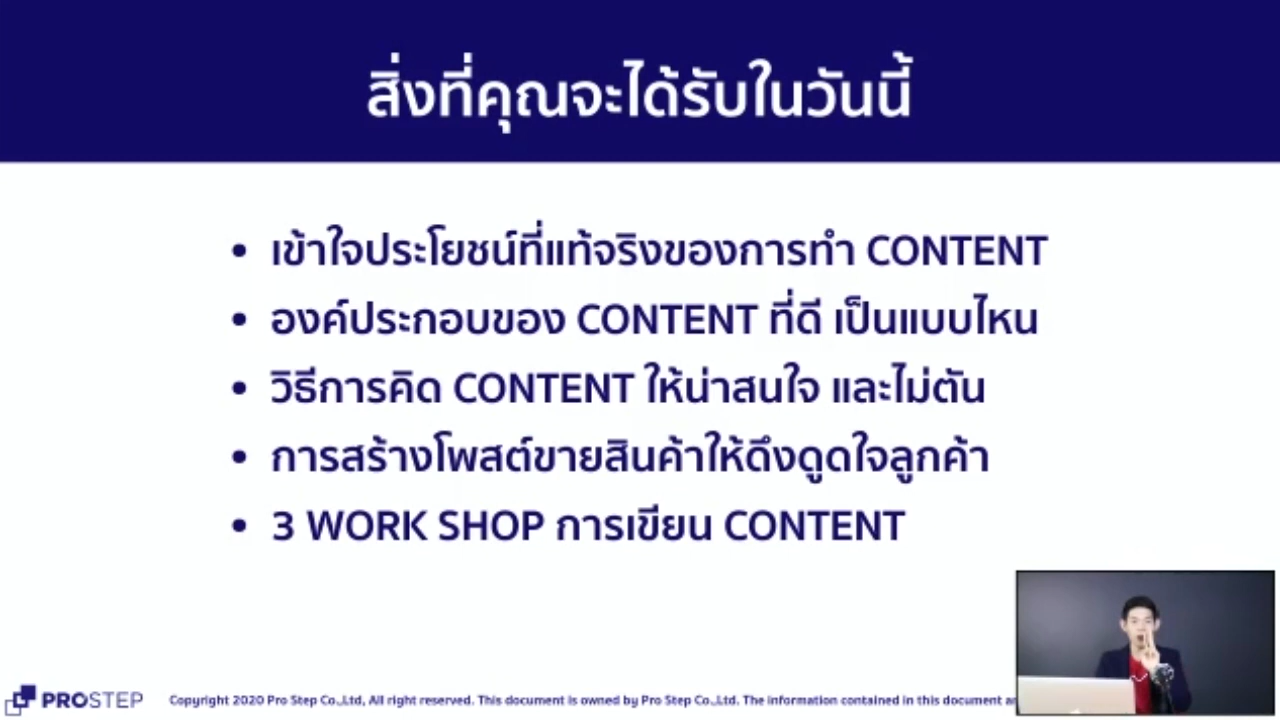 สิ่งที่คุณจะได้รับในวันนี้
• เข้าใจประโยชน์ที่แท้จริงของการทำ CONTENT
• องค์ประกอบของ CONTENT ที่ดี เป็นแบบไหน
• วิธีการคิด CONTENT ให้น่าสนใจ และไม่ตัน
• การสร้างโพสต์ขายสินค้าให้ดึงดูดใจลูกค้า
• 3 WORK SHOP การเขียน CONTENT
PROSTEP
Copyright 2020 Pro Step Co.,Ltd, All right reserved. This document is owned by Pro Step Co.,Ltd. The information contained in this document